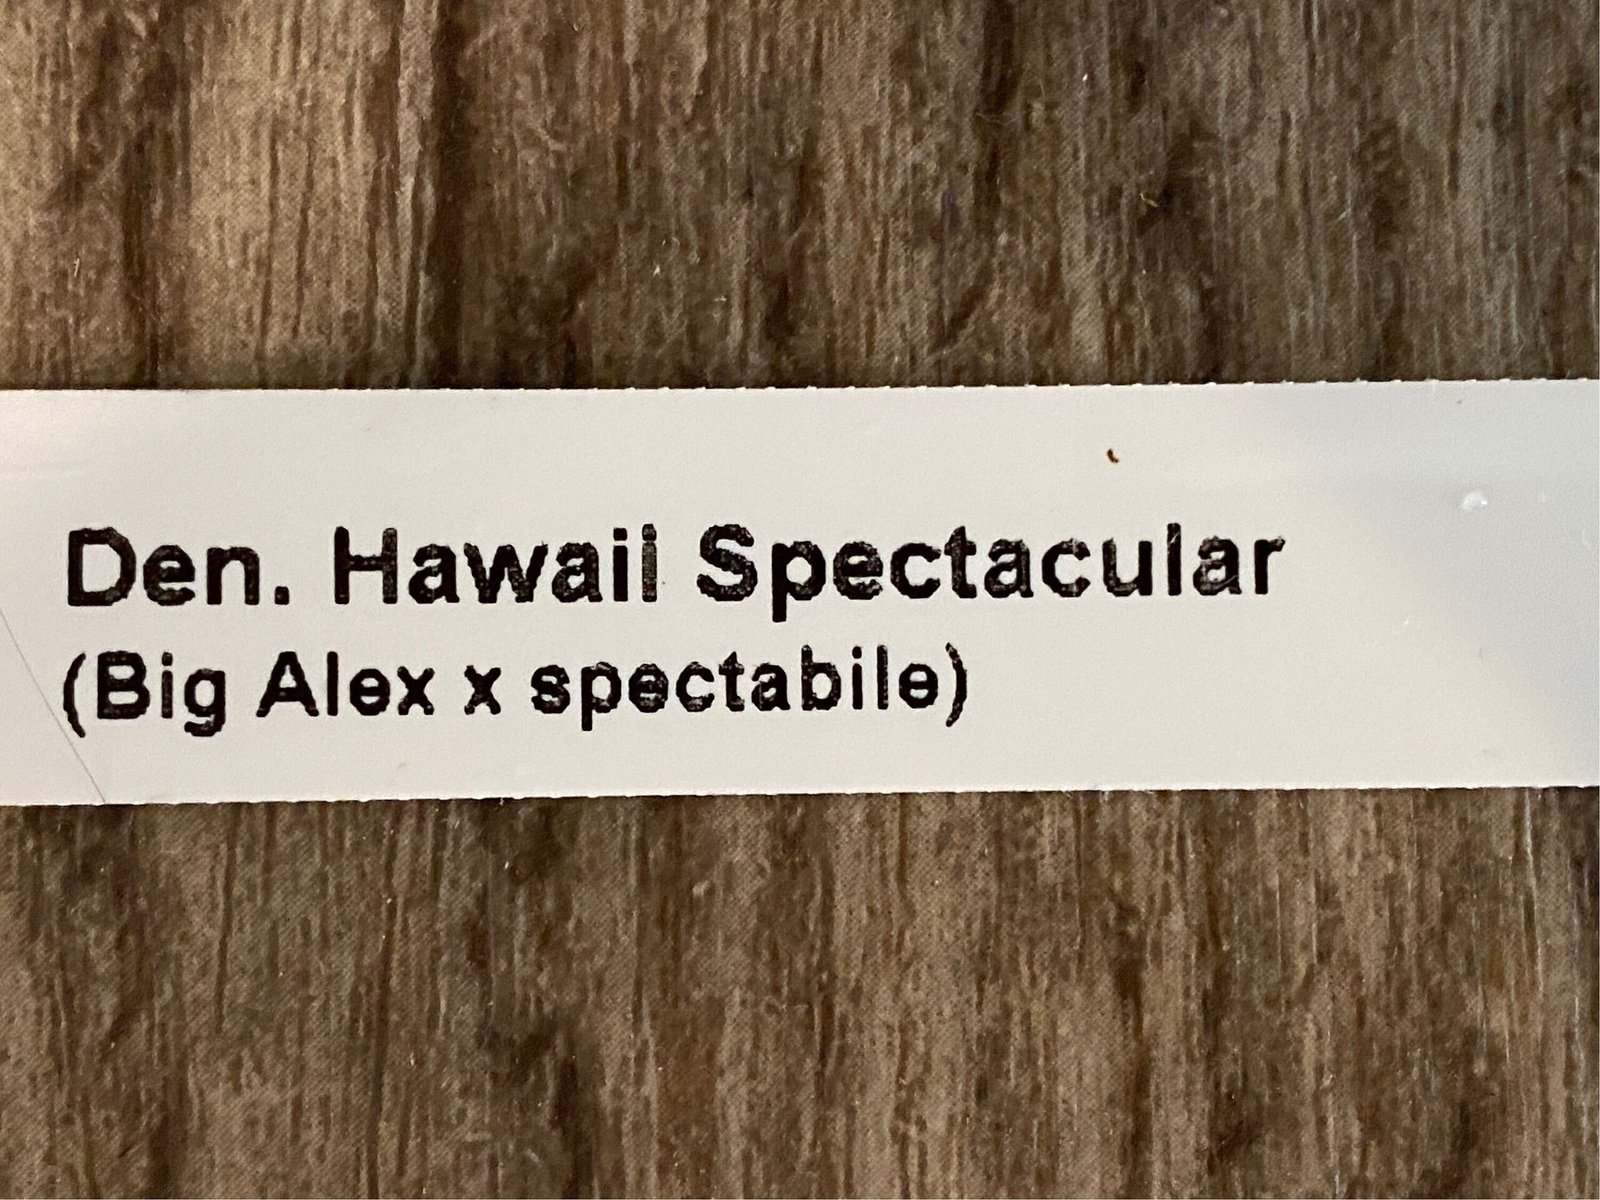 Den. Hawaii Spectacular
(Big Alex x spectabile)